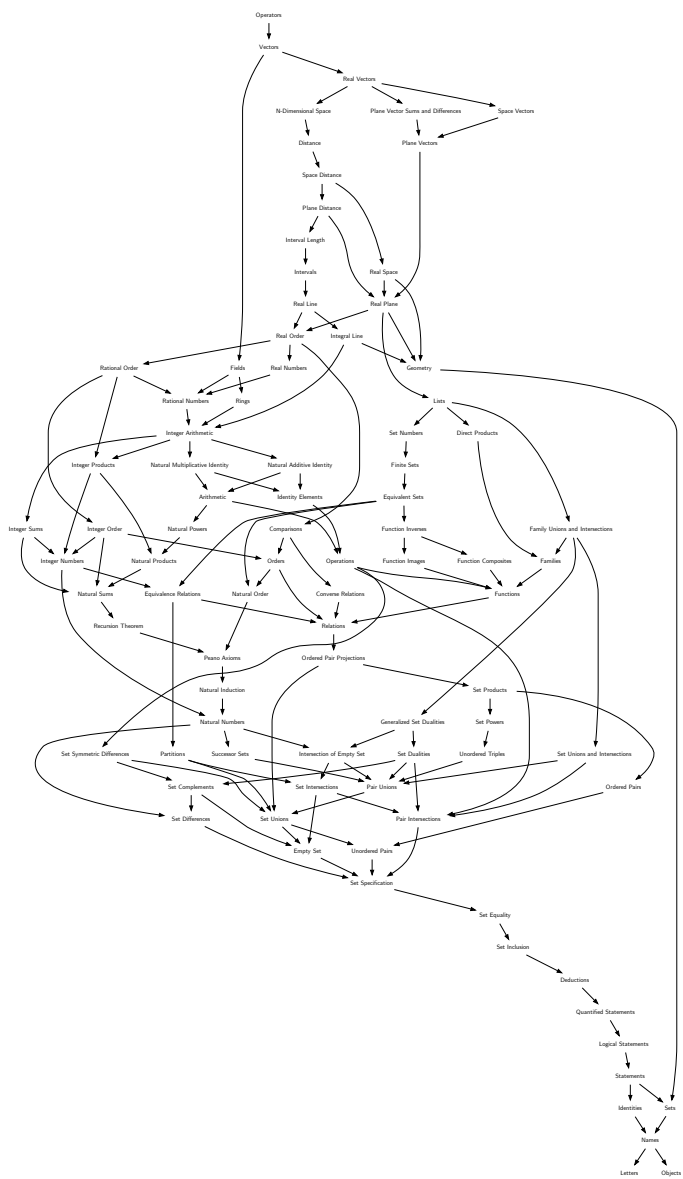 Operators
Vectors
Real Vectors
N-Dimensional Space
Plane Vector Sums and Differences
Space Vectors
Distance
Plane Vectors
Space Distance
Plane Distance
Interval Length
Intervals
Real Space
Real Line
Real Plane
Real Order
Integral Line
Rational Order
Fields
Real Numbers
Geometry
Rational Numbers
Rings
Lists
Integer Arithmetic
Set Numbers
Direct Products
Integer Products
Natural Multiplicative Identity
Natural Additive Identity
Finite Sets
Arithmetic
Identity Elements
Equivalent Sets
Integer Sums
Integer Order
Natural Powers
Comparisons
Function Inverses
Family Unions and Intersections
Integer Numbers
Natural Products
Orders
Operations
Function Images
Function Composites
Families
Natural Sums
Equivalence Relations
Natural Order
Converse Relations
Functions
Recursion Theorem
Relations
Peano Axioms
Ordered Pair Projections
Natural Induction
Set Products
Natural Numbers
Generalized Set Dualities
Set Powers
Set Symmetric Differences
Partitions
Successor Sets
Intersection of Empty Set
Set Dualities
Unordered Triples
Set Unions and Intersections
Set Complements
Set Intersections
Pair Unions
Ordered Pairs
Set Differences
Set Unions
Pair Intersections
Empty Set
Unordered Pairs
Set Specification
Set Equality
Set Inclusion
Deductions
Quantified Statements
Logical Statements
Statements
Identities
Sets
Names
Letters
Objects